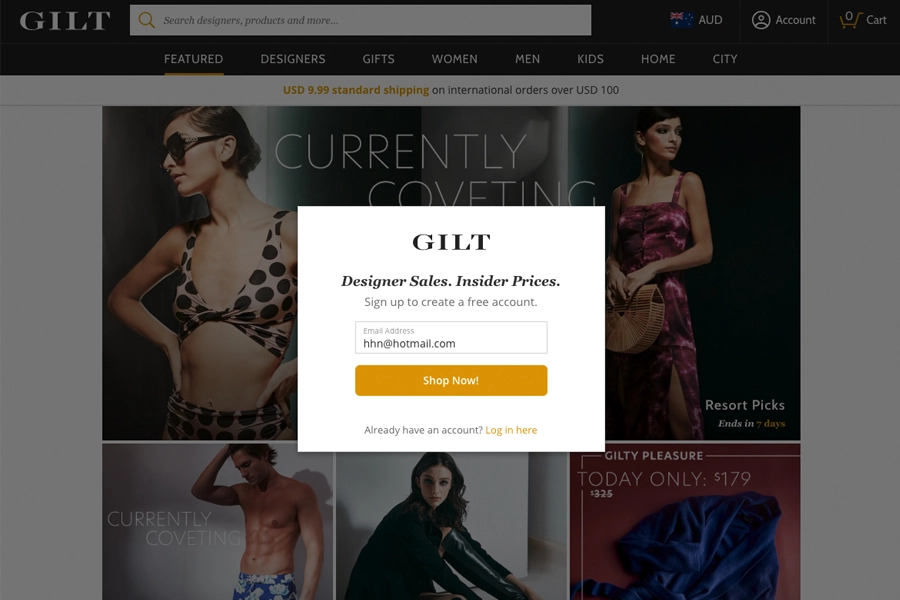 GILT
Search designers, products and more...
AUD
Account
0
Cart
FEATURED
DESIGNERS
GIFTS
WOMEN
MEN
KIDS
HOME
CITY
USD 9.99 standard shipping on international orders over USD 100
CURRENTLY
COVETING
GILT
Designer Sales. Insider Prices.
Sign up to create a free account.
Email Address
hhn@hotmail.com
Shop Now!
Already have an account? Log in here
Resort Picks
Ends in 7 days
CURRENTLY
COVETING
GILTY PLEASURE
TODAY ONLY: $179
$325